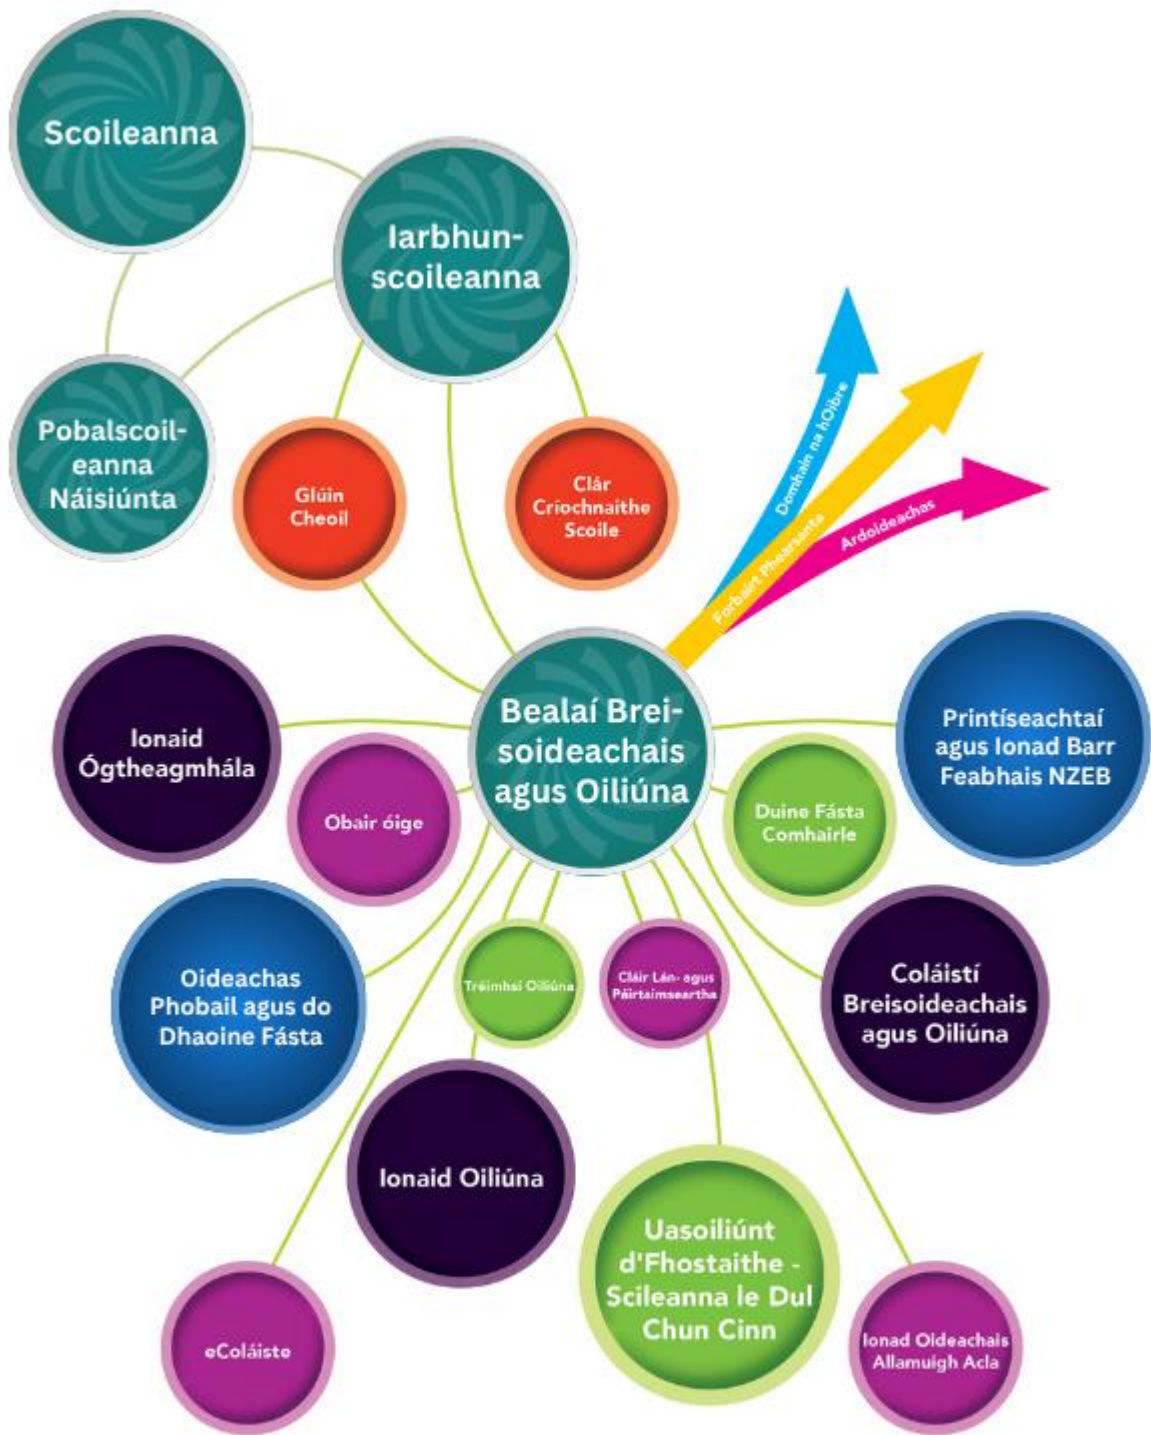 Scoileanna
Iarbhun-
scoileanna
Pobalscoil-
eanna
Náisiúnta
Glúin
Cheoil
Clár
Críochnaithe
Scoile
Domhain na hOibre
Forbairt Phearsanta
Ardoideachas
Bealaí Brei-
soideachais
agus Oiliúna
Ionaid
Ógtheagmhála
Obair óige
Duine Fásta
Comhairle
Printíseachtaí
agus Ionad Barr
Feabhais NZEB
Oideachas
Phobail agus do
Dhaoine Fásta
Tréimhsí Oiliúna
Cláir Lán- agus
Páirtaimseartha
Coláistí
Breisoideachais
agus Oiliúna
Ionaid Oiliúna
Uasoiliúnt
d'Fhostaithe -
Scileanna le Dul
Chun Cinn
eColáiste
Ionad Oideachais
Allamuigh Acla